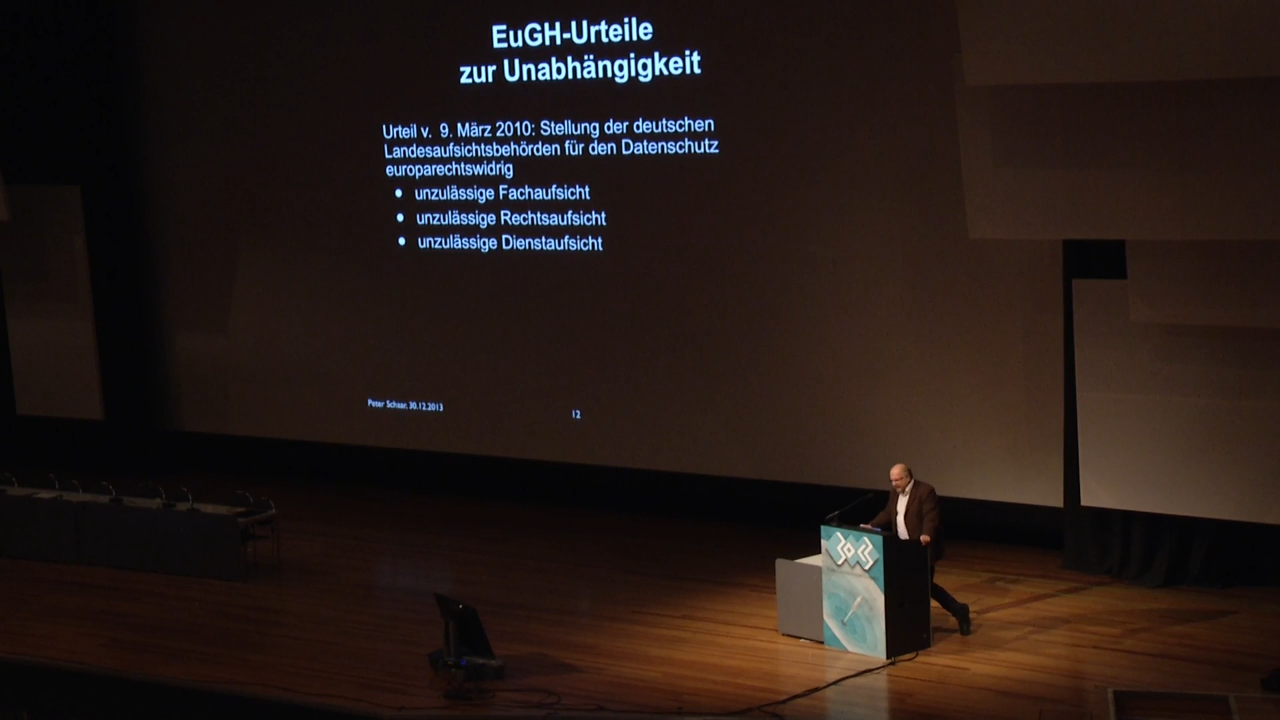 EuGH-Urteile
zur Unabhängigkeit
Urteil v. 9. März 2010: Stellung der deutschen
Landesaufsichtsbehörden für den Datenschutz
europarechtswidrig
• unzulässige Fachaufsicht
• unzulässige Rechtsaufsicht
• unzulässige Dienstaufsicht
Peter Schaar, 30.12.2013
12
30C3